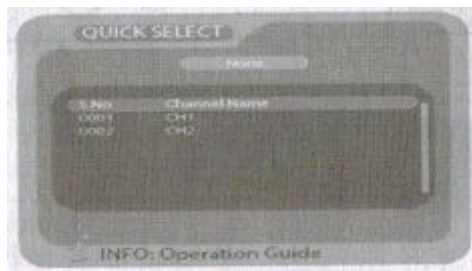 QUICK SELECT
None
S.No Channel Name
0001 CH1
0002 CH2
INFO: Operation Guide